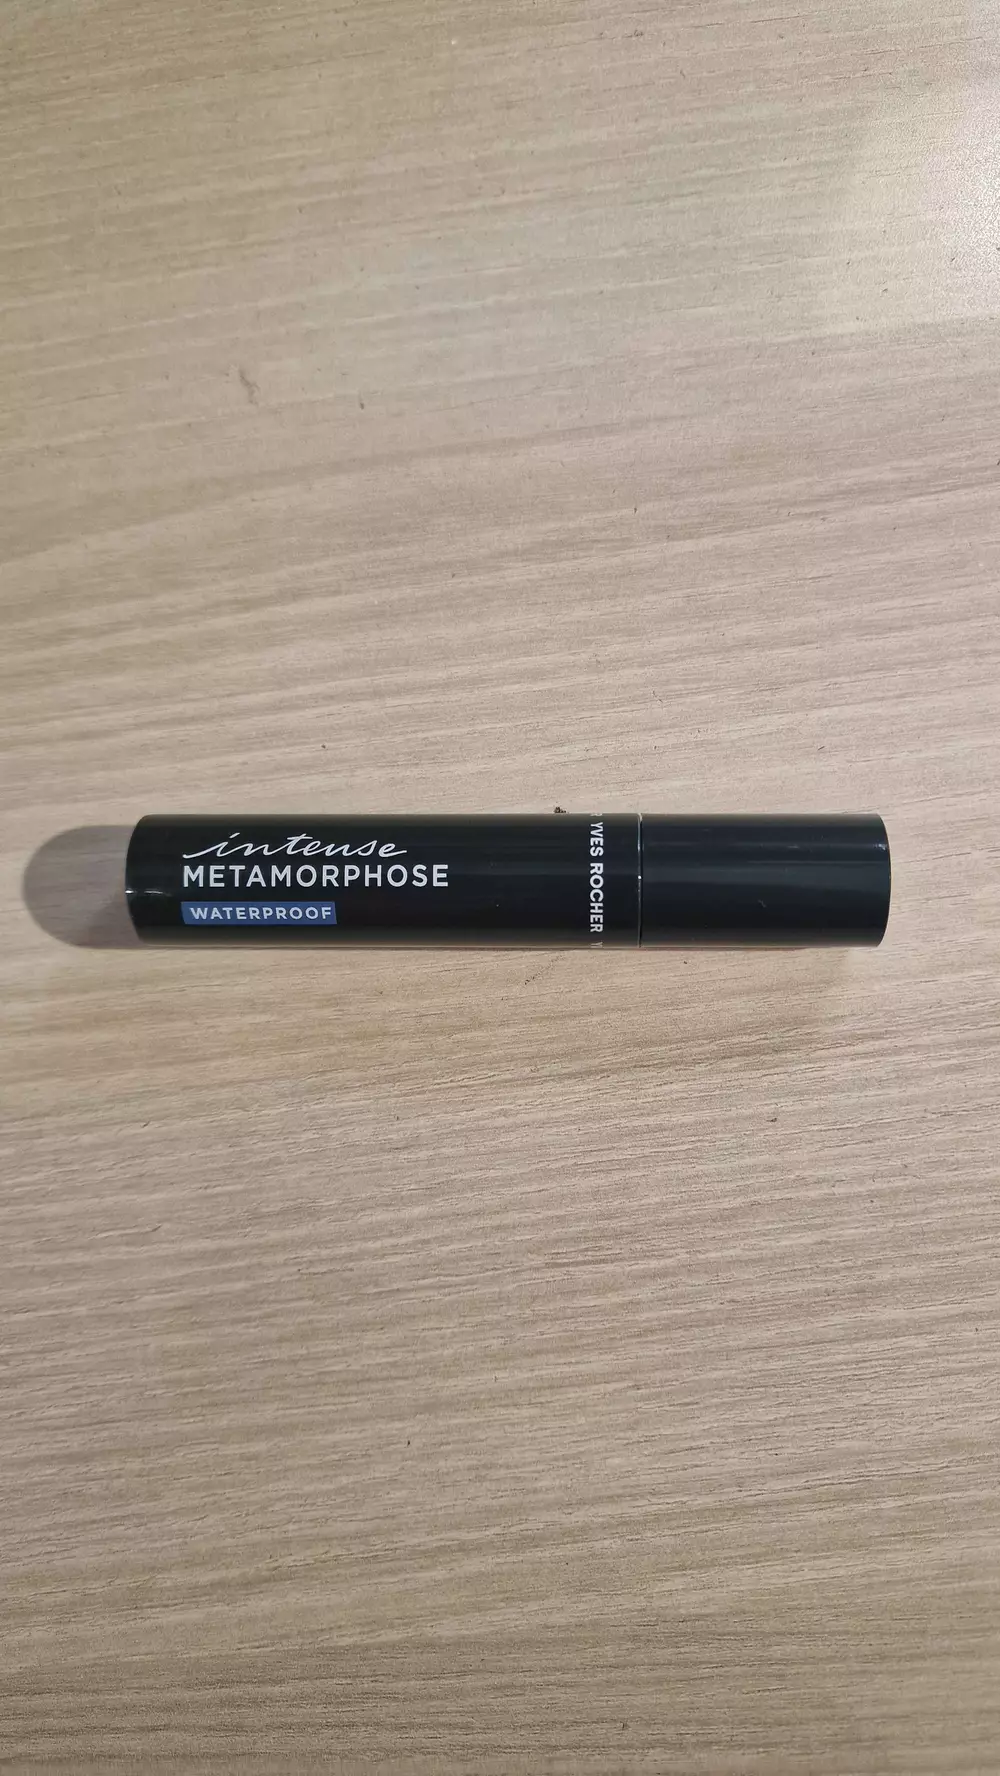 intense
METAMORPHOSE
WATERPROOF
YVES ROCHER